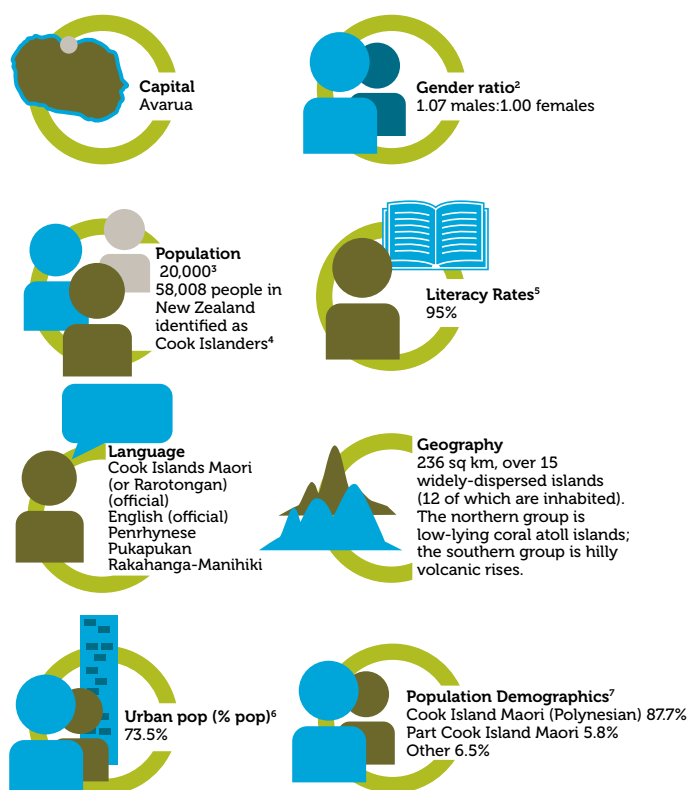 Capital
Avarua
Gender ratio²
1.07 males:1.00 females
Population
20,000³
58,008 people in
New Zealand
identified as
Cook Islanders⁴
Literacy Rates⁵
95%
Language
Cook Islands Maori
(or Rarotongan)
(official)
English (official)
Penrhynese
Pukapukan
Rakahanga-Manihiki
Geography
236 sq km, over 15
widely-dispersed islands
(12 of which are inhabited).
The northern group is
low-lying coral atoll islands;
the southern group is hilly
volcanic rises.
Urban pop (% pop)⁶
73.5%
Population Demographics⁷
Cook Island Maori (Polynesian) 87.7%
Part Cook Island Maori 5.8%
Other 6.5%